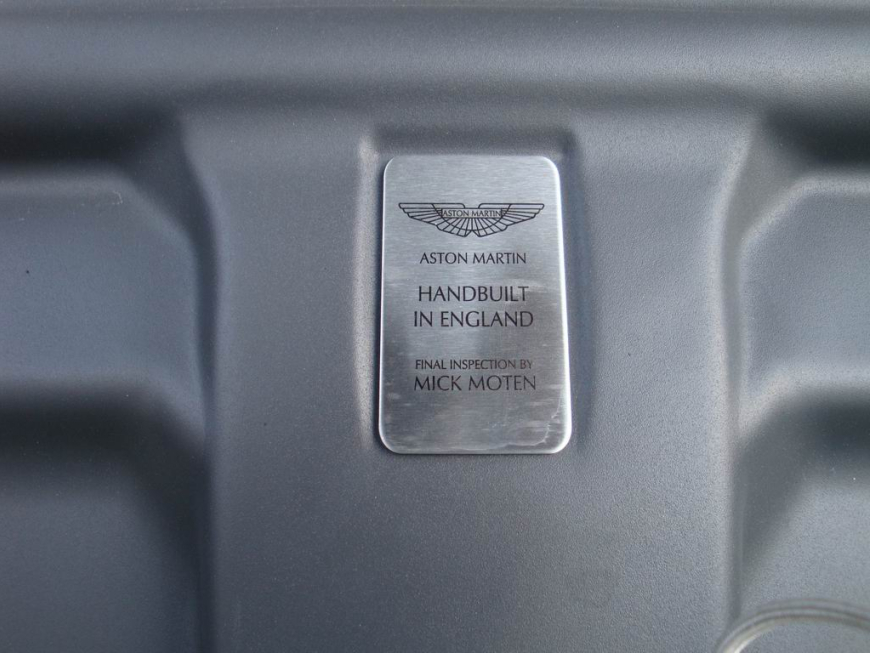 ASTON MARTIN
ASTON MARTIN
HANDBUILT
IN ENGLAND
FINAL INSPECTION BY
MICK MOTEN